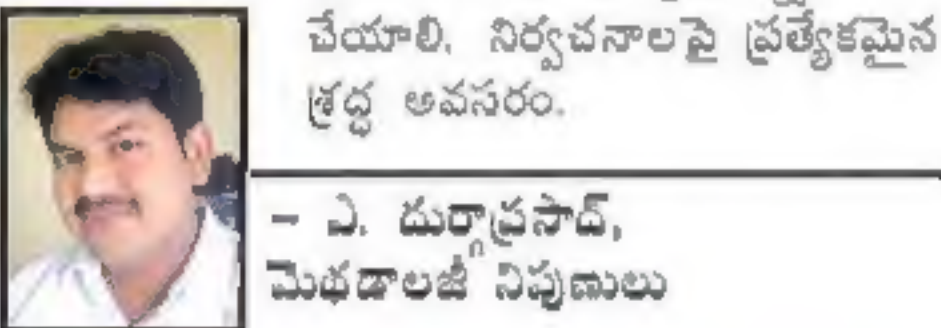 చేయాలి. నిర్వచనాలపై ప్రత్యేకమైన
శ్రద్ధ అవసరం.
– ఎ. దుర్గాప్రసాద్,
మెథడాలజీ నిపుణులు